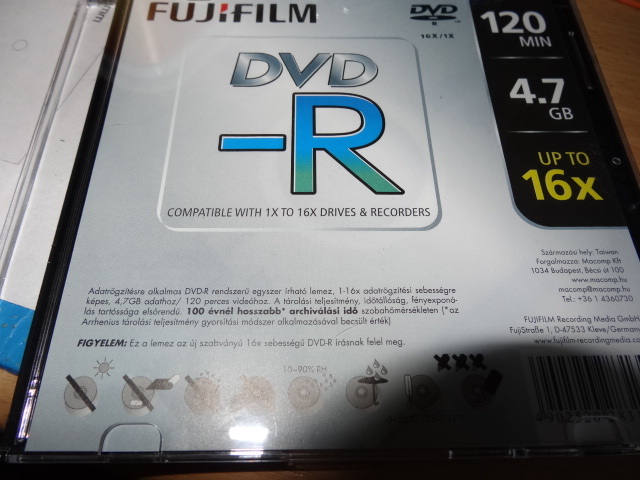 FUJIFILM
DVD
R
16X/1X
120
MIN
4.7
GB
UP TO
16x
DVD
-R
COMPATIBLE WITH 1X TO 16X DRIVES & RECORDERS
Származási hely: Taiwan
Forgalmazza: Macomp Kft
1034 Budapest, Bécsi út 100
www.macomp.hu
macomp@macomp.hu
Tel.: +36 1 4360730
Adatrögzítésre alkalmas DVD-R rendszerű egyszer írható lemez, 1-16x adatrögzítési sebességre
képes, 4,7GB adathoz/ 120 perces videóhoz. A tárolási teljesítmény, időtállóság, fényexponá-
lás tartóssága elsőrendű. 100 évnél hosszabb* archiválási idő szobahőmérsékleten (*az
Arrhenius tárolási teljesítmény gyorsítási módszer alkalmazásával becsült érték)
FIGYELEM: Ez a lemez az új szabványú 16x sebességű DVD-R írásnak felel meg.
FUJIFILM Recording Media GmbH
FujiStraße 1, D-47533 Kleve/Germany
www.fujifilm-recordingmedia.com
10~90% RH